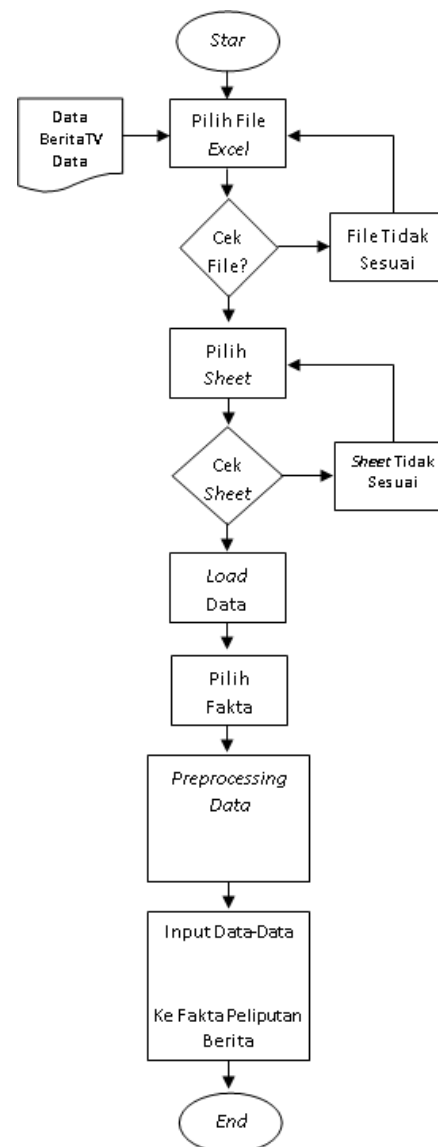 Star
Data
BeritaTV
Data
Pilih File
Excel
Cek
File?
File Tidak
Sesuai
Pilih
Sheet
Cek
Sheet
Sheet Tidak
Sesuai
Load
Data
Pilih
Fakta
Preprocessing
Data
Input Data-Data
Ke Fakta Peliputan
Berita
End